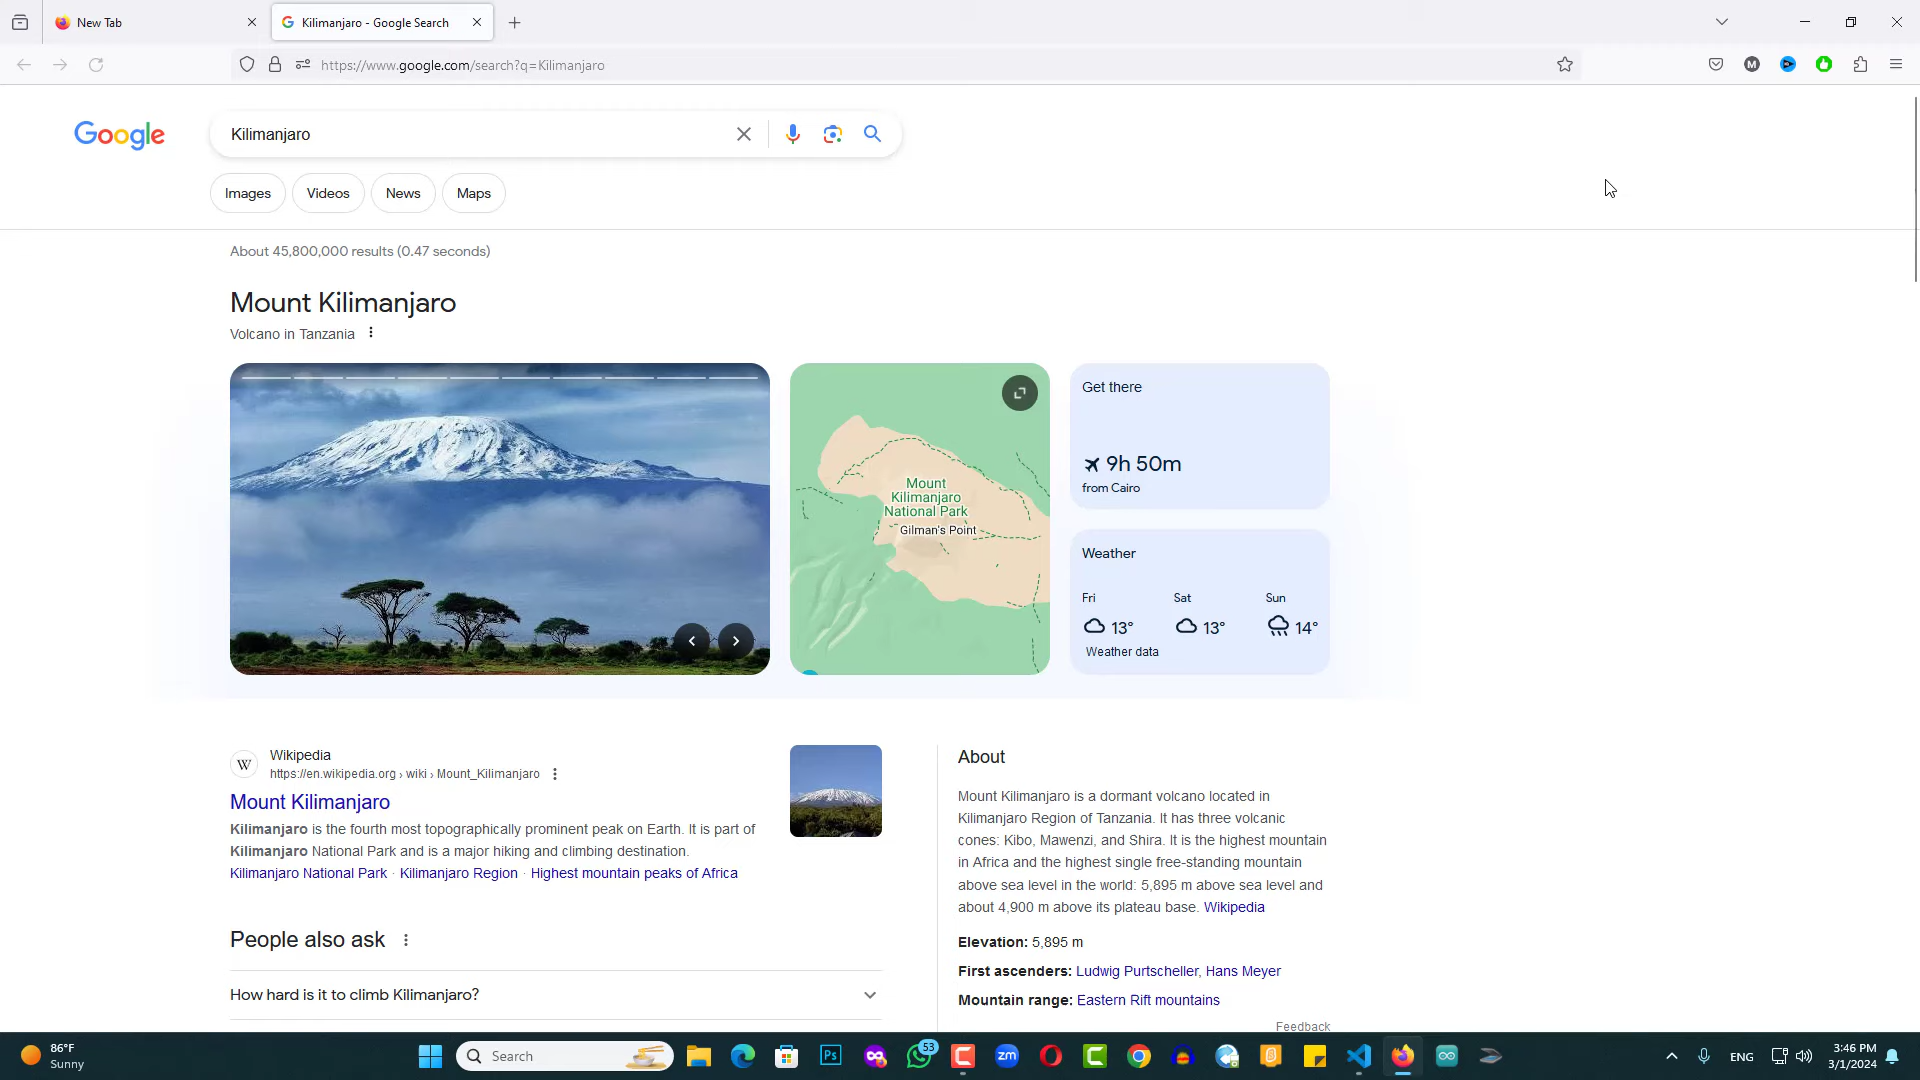 New Tab
Kilimanjaro - Google Search
https://www.google.com/search?q=Kilimanjaro
M
Google
Kilimanjaro
Images
Videos
News
Maps
About 45,800,000 results (0.47 seconds)
Mount Kilimanjaro
Volcano in Tanzania
Mount
Kilimanjaro
National Park
Gilman's Point
Get there
9h 50m
from Cairo
Weather
Fri
Sat
Sun
13°
13°
14°
Weather data
W
Wikipedia
https://en.wikipedia.org › wiki › Mount_Kilimanjaro
Mount Kilimanjaro
Kilimanjaro is the fourth most topographically prominent peak on Earth. It is part of
Kilimanjaro National Park and is a major hiking and climbing destination.
Kilimanjaro National Park · Kilimanjaro Region · Highest mountain peaks of Africa
People also ask
How hard is it to climb Kilimanjaro?
About
Mount Kilimanjaro is a dormant volcano located in
Kilimanjaro Region of Tanzania. It has three volcanic
cones: Kibo, Mawenzi, and Shira. It is the highest mountain
in Africa and the highest single free-standing mountain
above sea level in the world: 5,895 m above sea level and
about 4,900 m above its plateau base. Wikipedia
Elevation: 5,895 m
First ascenders: Ludwig Purtscheller, Hans Meyer
Mountain range: Eastern Rift mountains
Feedback
86°F
Sunny
Search
Ps
53
zm
ENG
3:46 PM
3/1/2024